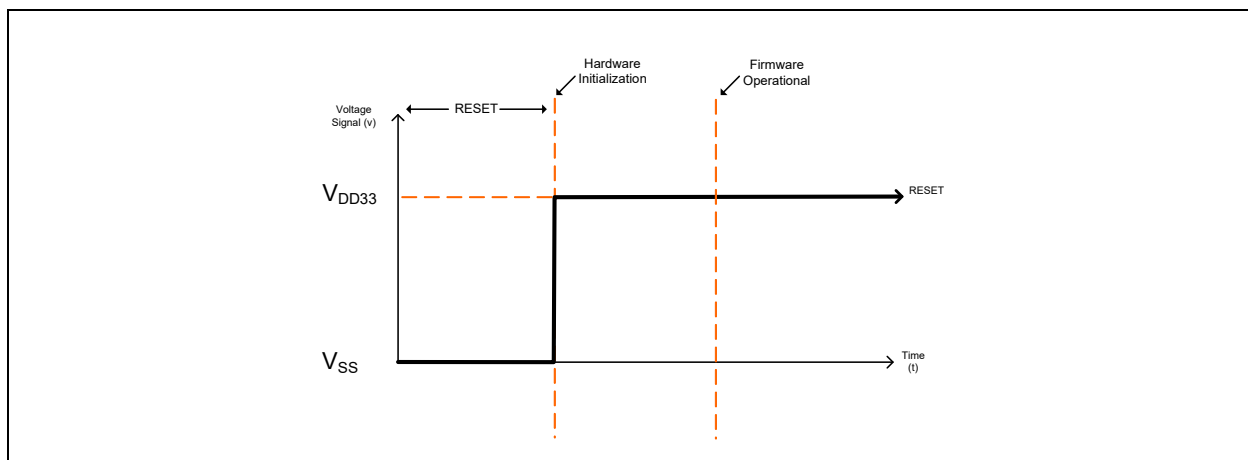 Hardware
Initialization
Firmware
Operational
Voltage
Signal (v)
RESET
VDD33
RESET
VSS
Time
(t)